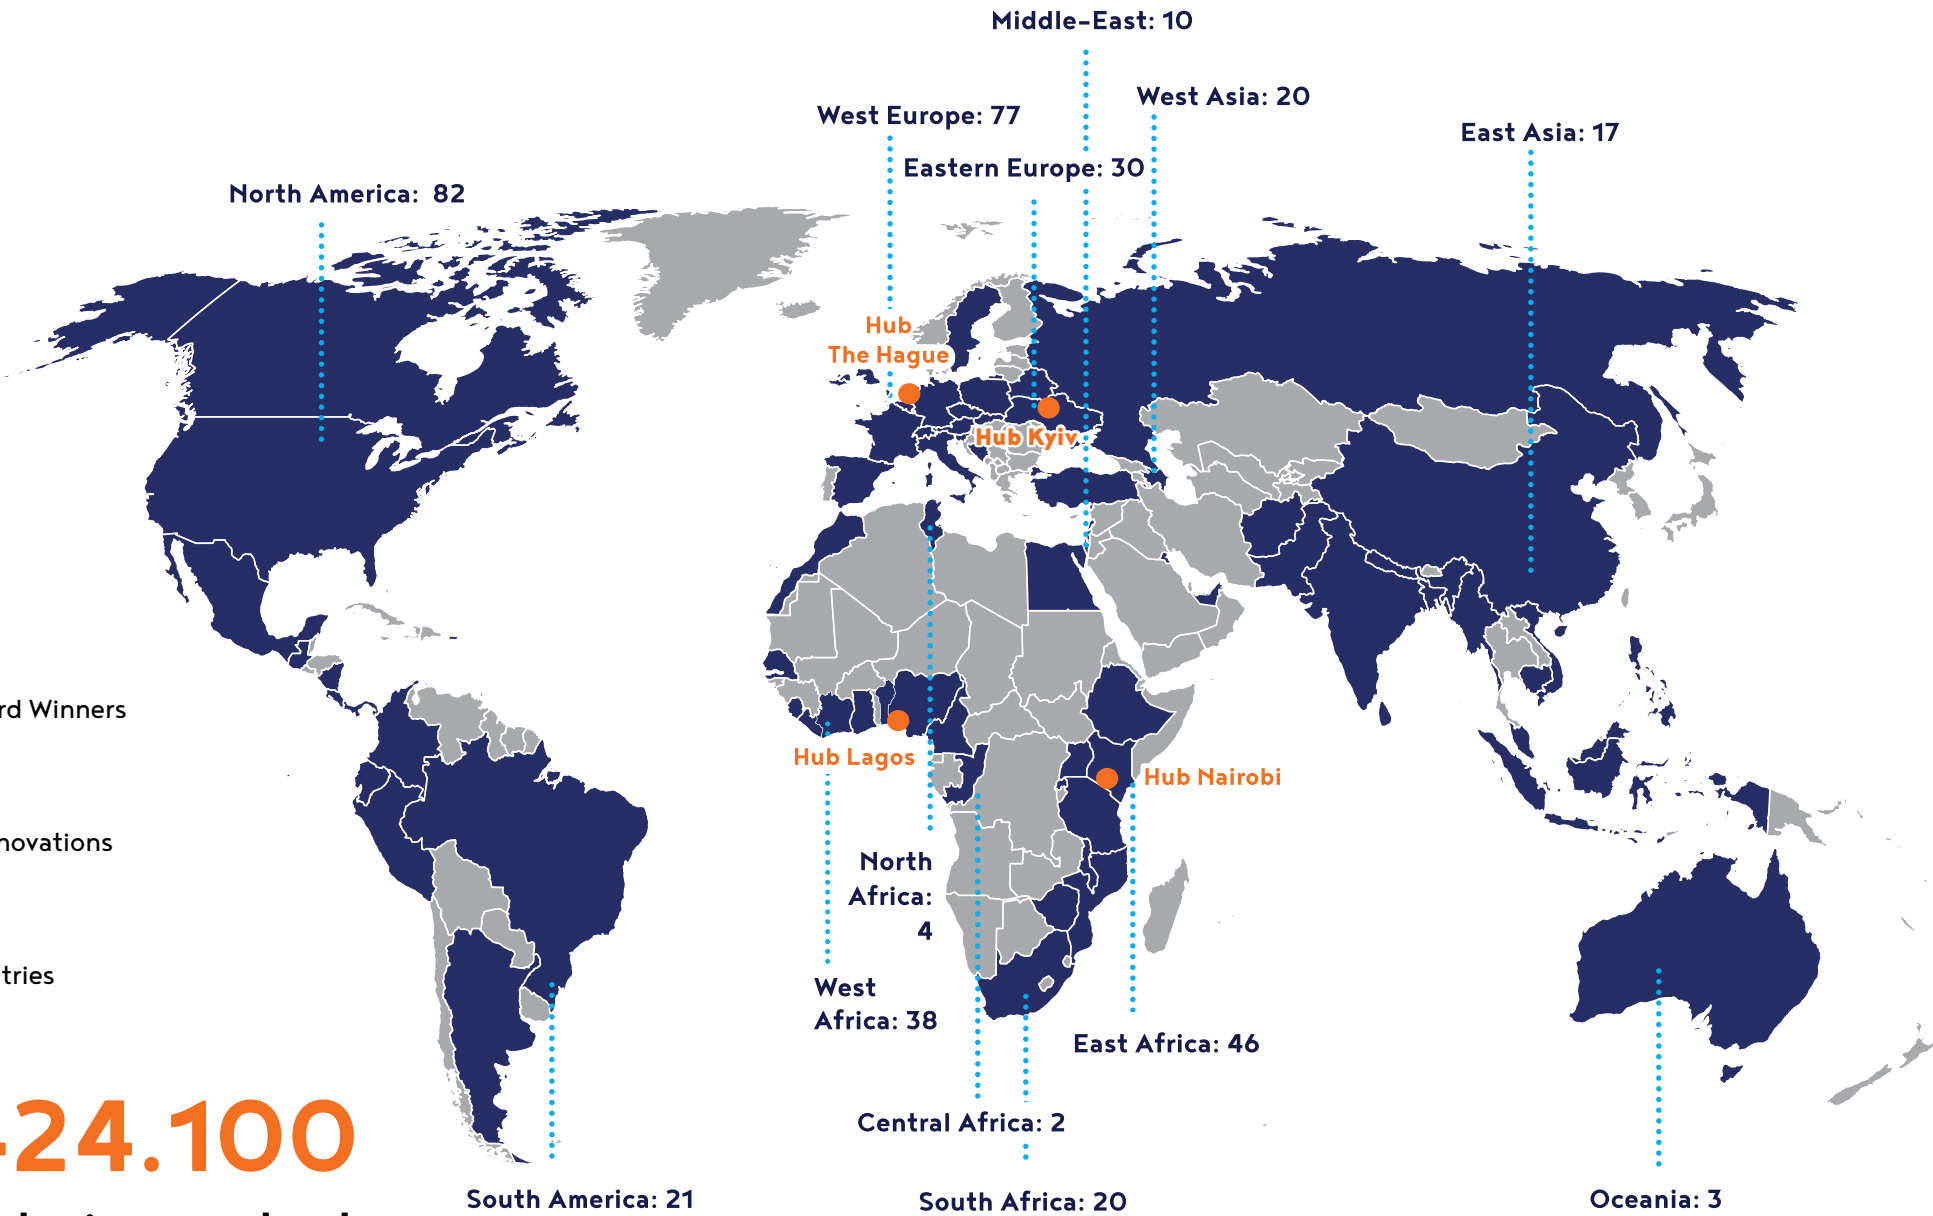 Middle-East: 10
West Asia: 20
West Europe: 77
East Asia: 17
Eastern Europe: 30
North America:  82
Hub
The Hague
Hub Kyiv
rd Winners
Hub Lagos
Hub Nairobi
novations
North
Africa:
4
tries
West
Africa: 38
East Africa: 46
24.100
Central Africa: 2
South America: 21
South Africa: 20
Oceania: 3